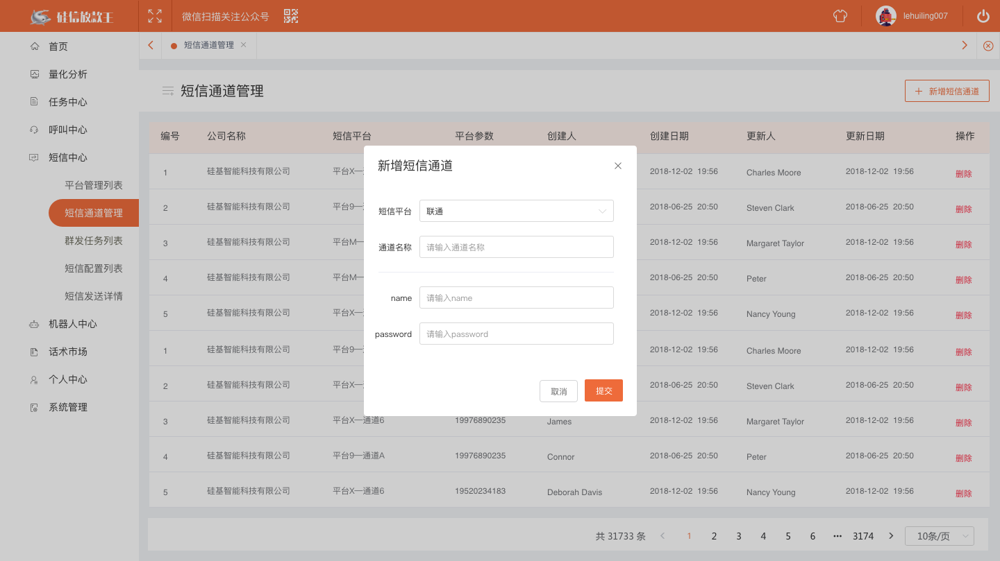 硅信放款王
微信扫描关注公众号
lehuiling007
首页
量化分析
任务中心
呼叫中心
短信中心
平台管理列表
短信通道管理
群发任务列表
短信配置列表
短信发送详情
机器人中心
话术市场
个人中心
系统管理
短信通道管理
短信通道管理
新增短信通道
编号 公司名称 短信平台 平台参数 创建人 创建日期 更新人 更新日期 操作
1 硅基智能科技有限公司 平台X— 2018-12-02 19:56 Charles Moore 2018-12-02 19:56 删除
2 硅基智能科技有限公司 平台9— 2018-06-25 20:50 Steven Clark 2018-06-25 20:50 删除
3 硅基智能科技有限公司 平台M— 2018-12-02 19:56 Margaret Taylor 2018-12-02 19:56 删除
4 硅基智能科技有限公司 平台M— 2018-06-25 20:50 Peter 2018-06-25 20:50 删除
5 硅基智能科技有限公司 平台X— 2018-12-02 19:56 Nancy Young 2018-12-02 19:56 删除
1 硅基智能科技有限公司 平台9— 2018-12-02 19:56 Charles Moore 2018-12-02 19:56 删除
2 硅基智能科技有限公司 平台X— 2018-06-25 20:50 Steven Clark 2018-06-25 20:50 删除
3 硅基智能科技有限公司 平台X—通道6 19976890235 James 2018-12-02 19:56 Margaret Taylor 2018-12-02 19:56 删除
4 硅基智能科技有限公司 平台9—通道A 19976890235 Connor 2018-06-25 20:50 Peter 2018-06-25 20:50 删除
5 硅基智能科技有限公司 平台X—通道6 19520234183 Deborah Davis 2018-12-02 19:56 Nancy Young 2018-12-02 19:56 删除
新增短信通道
短信平台 联通
通道名称 请输入通道名称
name 请输入name
password 请输入password
取消 提交
共 31733 条 1 2 3 4 5 6 ··· 3174 10条/页